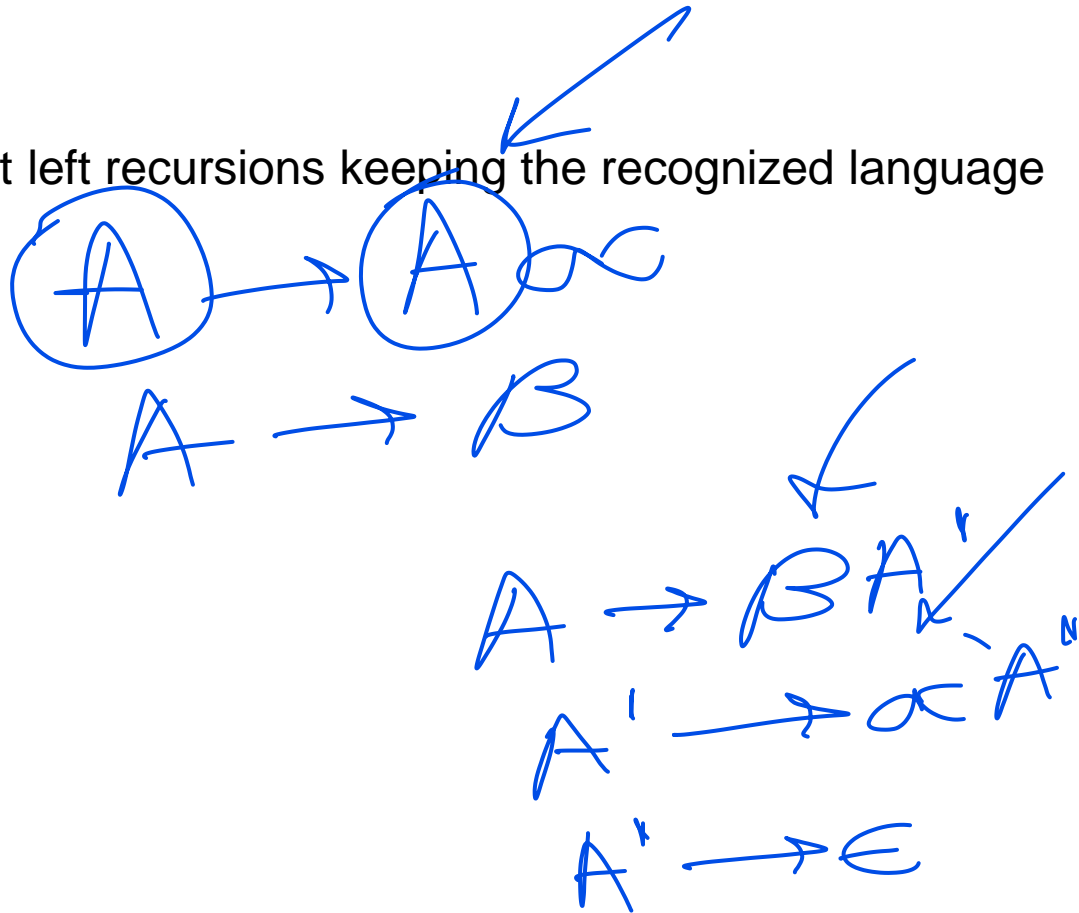 t left recursions keeping the recognized language
A → Aα
A → β
A → βA'
A' → αA'
A' → ε